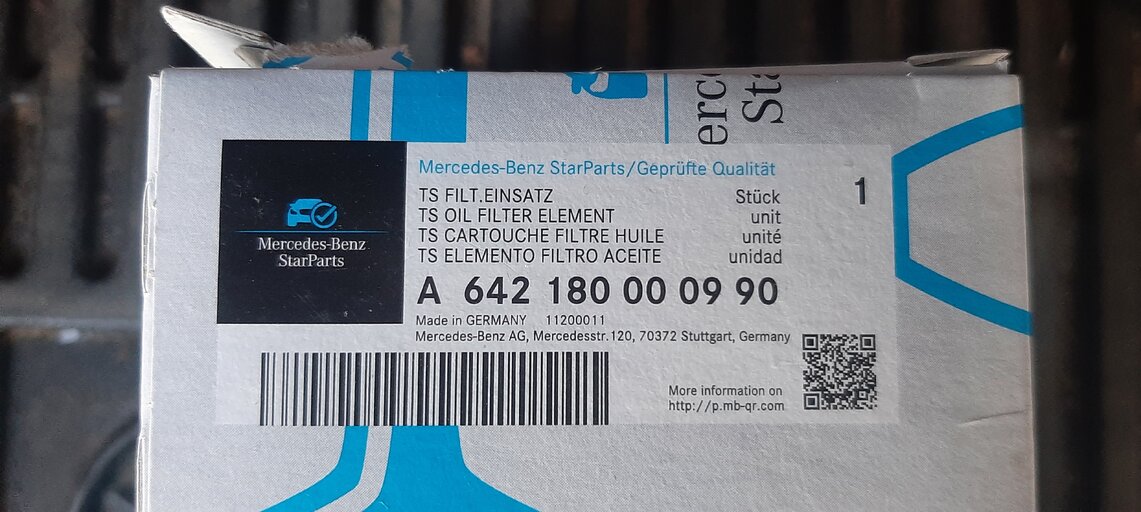 erc
Sta
Mercedes-Benz
StarParts
Mercedes-Benz StarParts/Geprüfte Qualität
TS FILT.EINSATZ Stück 1
TS OIL FILTER ELEMENT unit
TS CARTOUCHE FILTRE HUILE unité
TS ELEMENTO FILTRO ACEITE unidad
A 642 180 00 09 90
Made in GERMANY 11200011
Mercedes-Benz AG, Mercedesstr.120, 70372 Stuttgart, Germany
More information on
http://p.mb-qr.com